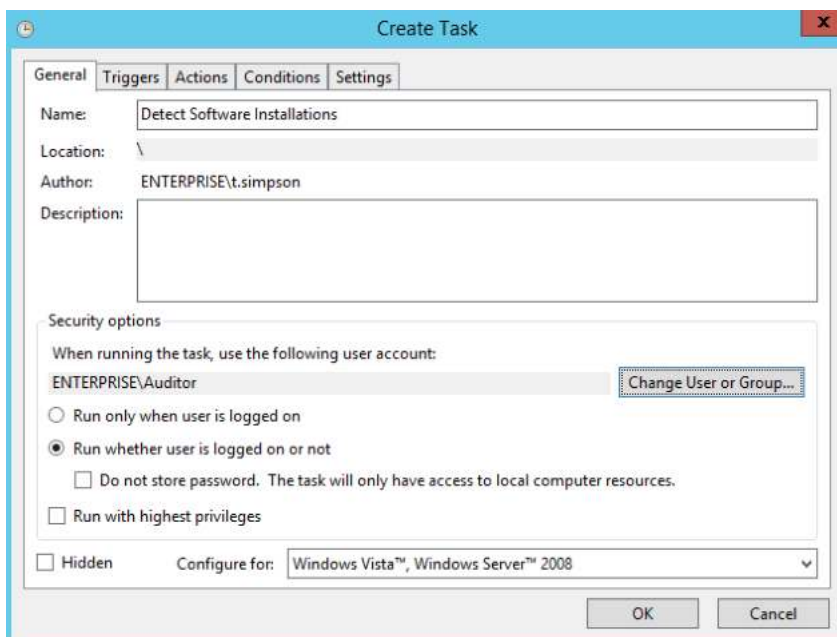 Create Task
x
General Triggers Actions Conditions Settings
Name: Detect Software Installations
Location: \
Author: ENTERPRISE\t.simpson
Description:
Security options
When running the task, use the following user account:
ENTERPRISE\Auditor Change User or Group...
Run only when user is logged on
Run whether user is logged on or not
Do not store password. The task will only have access to local computer resources.
Run with highest privileges
Hidden Configure for: Windows Vista™, Windows Server™ 2008
OK Cancel